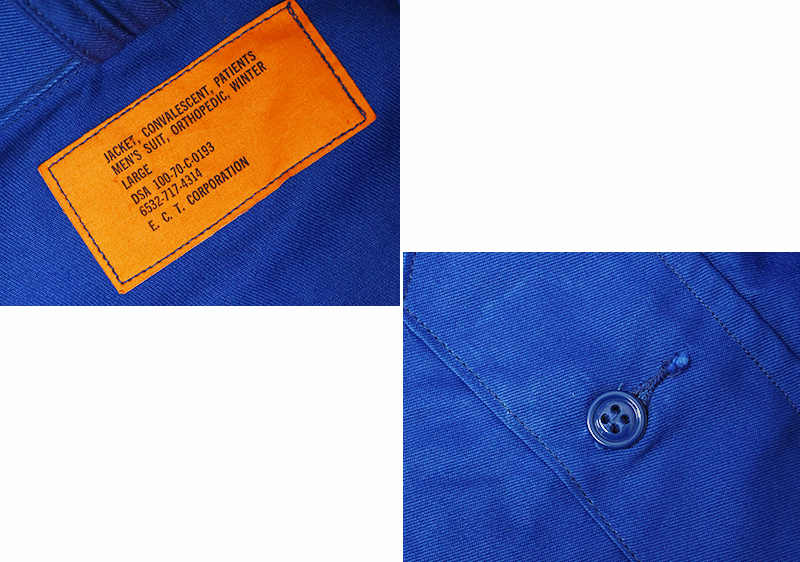 JACKET, CONVALESCENT, PATIENTS
MEN'S SUIT, ORTHOPEDIC, WINTER
LARGE
DSA 100-70-C-0193
6532-717-4314
E. C. T. CORPORATION